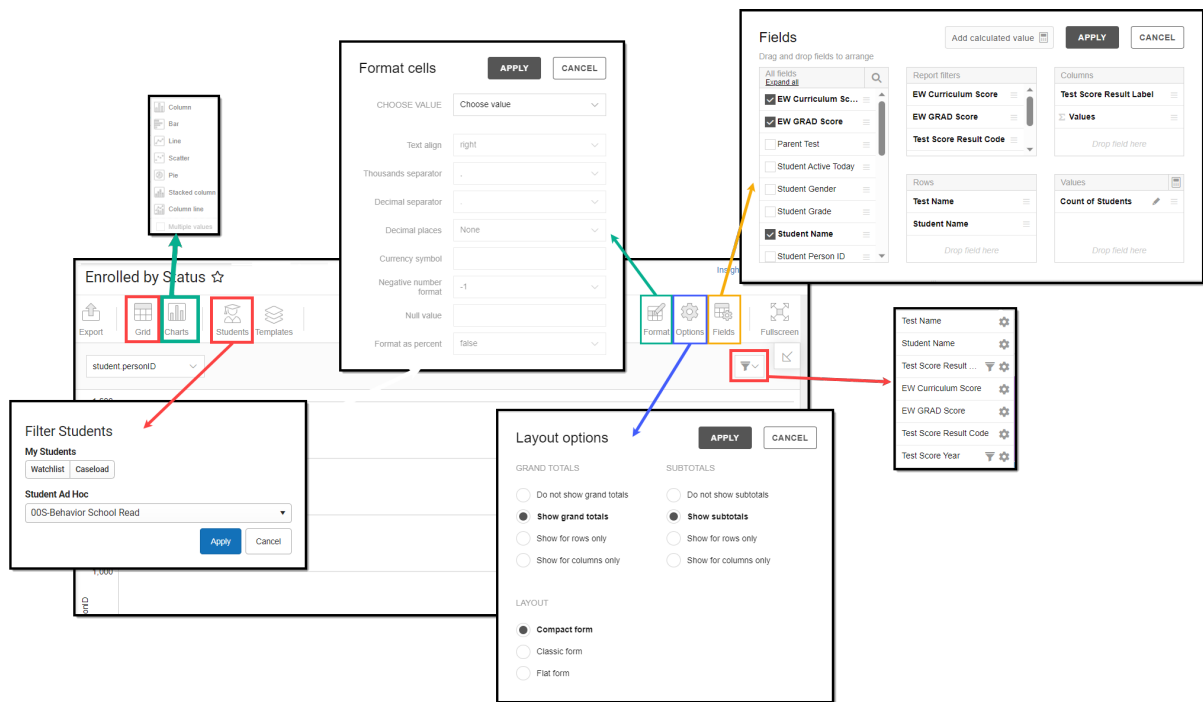 Fields
Add calculated value
APPLY
CANCEL
Drag and drop fields to arrange
All fields
Expand all
EW Curriculum Sc...
EW GRAD Score
Parent Test
Student Active Today
Student Gender
Student Grade
Student Name
Student Person ID
Report filters
EW Curriculum Score
EW GRAD Score
Test Score Result Code
Columns
Test Score Result Label
Σ Values
Drop field here
Rows
Test Name
Student Name
Drop field here
Values
Count of Students
Drop field here
Format cells
APPLY
CANCEL
CHOOSE VALUE
Choose value
Text align
right
Thousands separator
,
Decimal separator
.
Decimal places
None
Currency symbol
Negative number
format
-1
Null value
Format as percent
false
Column
Bar
Line
Scatter
Pie
Stacked column
Column line
Multiple values
Enrolled by Status
Insigh
Export
Grid
Charts
Students
Templates
Format
Options
Fields
Fullscreen
student.personID
1,600
1,000
onID
Test Name
Student Name
Test Score Result ...
EW Curriculum Score
EW GRAD Score
Test Score Result Code
Test Score Year
Filter Students
My Students
Watchlist
Caseload
Student Ad Hoc
00S-Behavior School Read
Apply
Cancel
Layout options
APPLY
CANCEL
GRAND TOTALS
Do not show grand totals
Show grand totals
Show for rows only
Show for columns only
SUBTOTALS
Do not show subtotals
Show subtotals
Show for rows only
Show for columns only
LAYOUT
Compact form
Classic form
Flat form